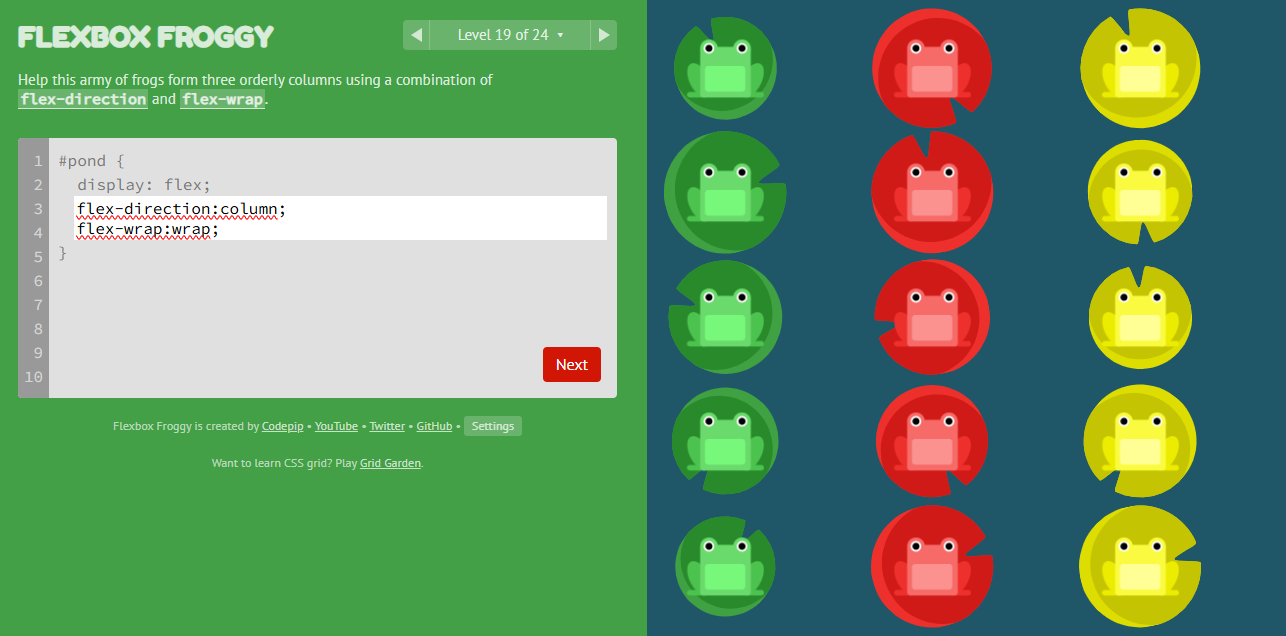 FLEXBOX FROGGY
◀ Level 19 of 24 ▾ ▶
Help this army of frogs form three orderly columns using a combination of
flex-direction and flex-wrap.
1 #pond {
2 display: flex;
3 flex-direction:column;
4 flex-wrap:wrap;
5 }
6
7
8
9
10
Next
Flexbox Froggy is created by Codepip • YouTube • Twitter • GitHub • Settings
Want to learn CSS grid? Play Grid Garden.